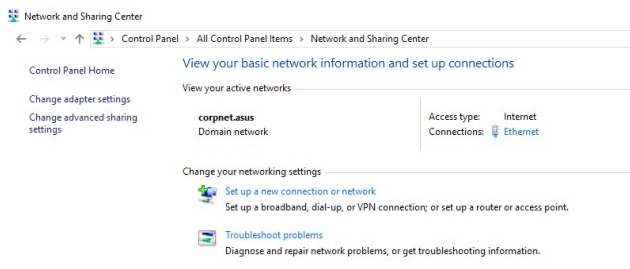 Network and Sharing Center
Control Panel > All Control Panel Items > Network and Sharing Center
Control Panel Home
Change adapter settings
Change advanced sharing
settings
View your basic network information and set up connections
View your active networks
corpnet.asus
Domain network
Access type: Internet
Connections: Ethernet
Change your networking settings
Set up a new connection or network
Set up a broadband, dial-up, or VPN connection; or set up a router or access point.
Troubleshoot problems
Diagnose and repair network problems, or get troubleshooting information.